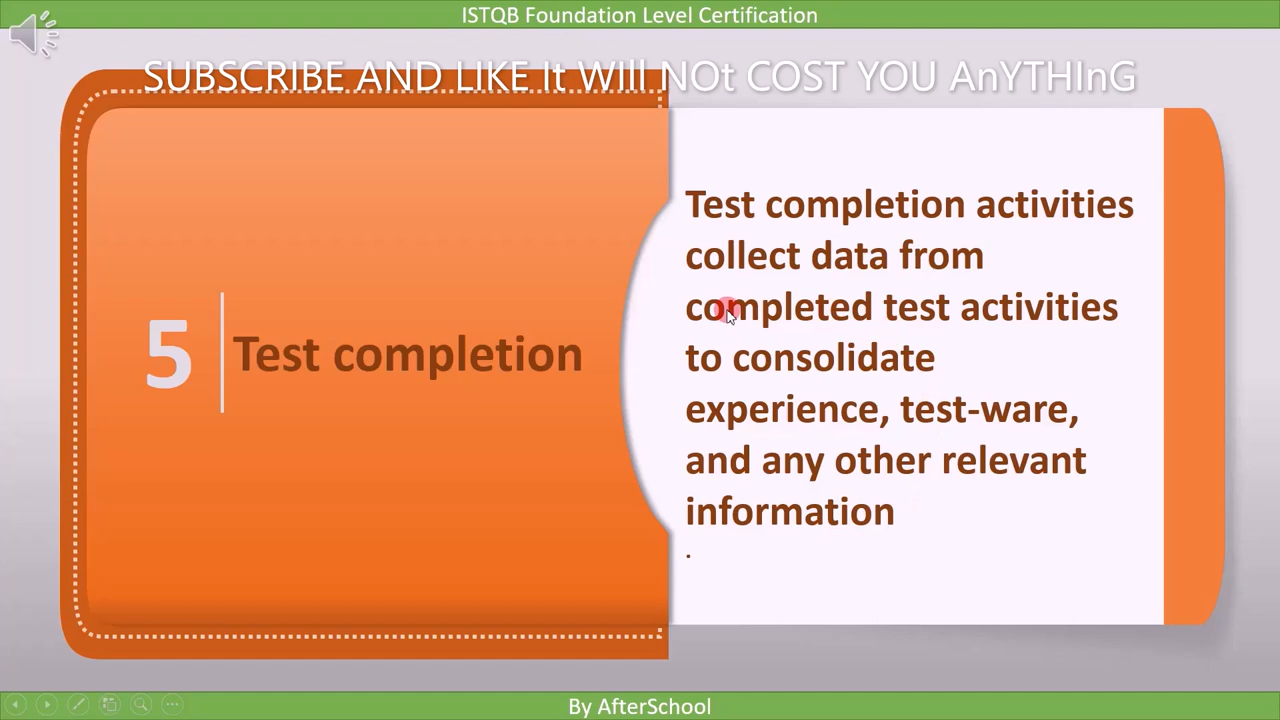 ISTQB Foundation Level Certification
SUBSCRIBE AND LIKE It WIll NOt COST YOU AnYTHInG
5
Test completion
Test completion activities
collect data from
completed test activities
to consolidate
experience, test-ware,
and any other relevant
information
.
By AfterSchool